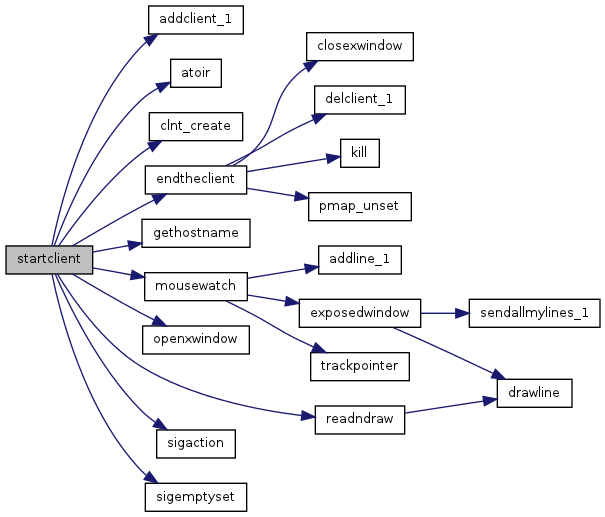 addclient_1
closexwindow
atoir
delclient_1
clnt_create
kill
endtheclient
pmap_unset
gethostname
startclient
addline_1
mousewatch
exposedwindow
sendallmylines_1
openxwindow
trackpointer
drawline
readndraw
sigaction
sigemptyset